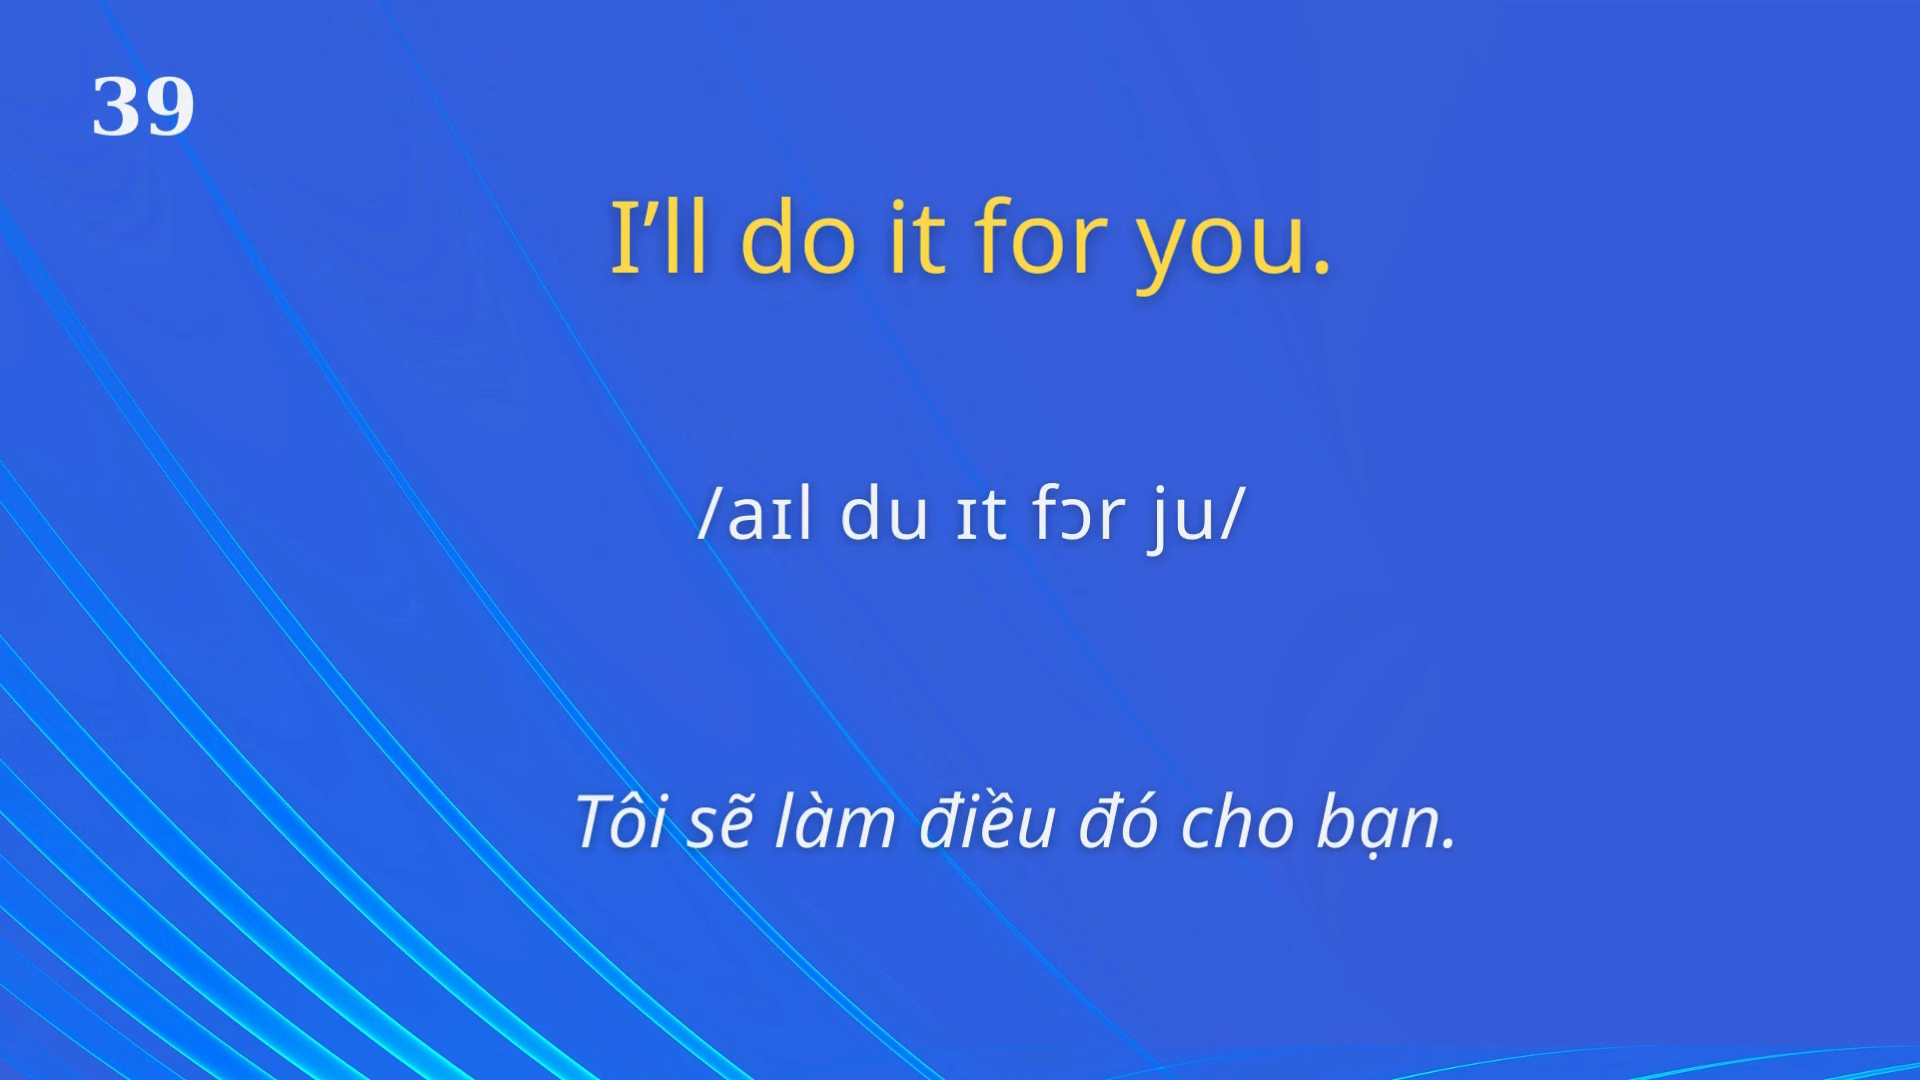 39
I’ll do it for you.
/aɪl du ɪt fɔr ju/
Tôi sẽ làm điều đó cho bạn.